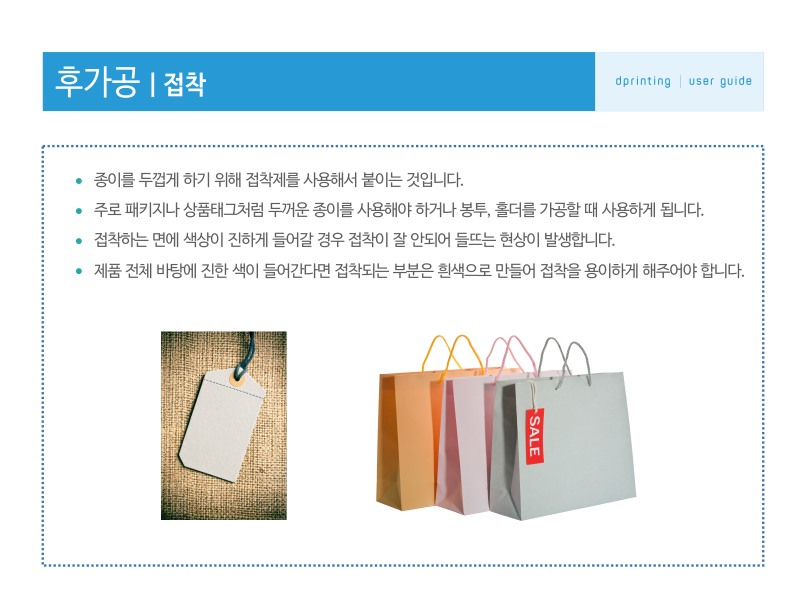 후가공 | 접착
dprinting | user guide
• 종이를 두껍게 하기 위해 접착제를 사용해서 붙이는 것입니다.
• 주로 패키지나 상품태그처럼 두꺼운 종이를 사용해야 하거나 봉투, 홀더를 가공할 때 사용하게 됩니다.
• 접착하는 면에 색상이 진하게 들어갈 경우 접착이 잘 안되어 들뜨는 현상이 발생합니다.
• 제품 전체 바탕에 진한 색이 들어간다면 접착되는 부분은 흰색으로 만들어 접착을 용이하게 해주어야 합니다.
SALE